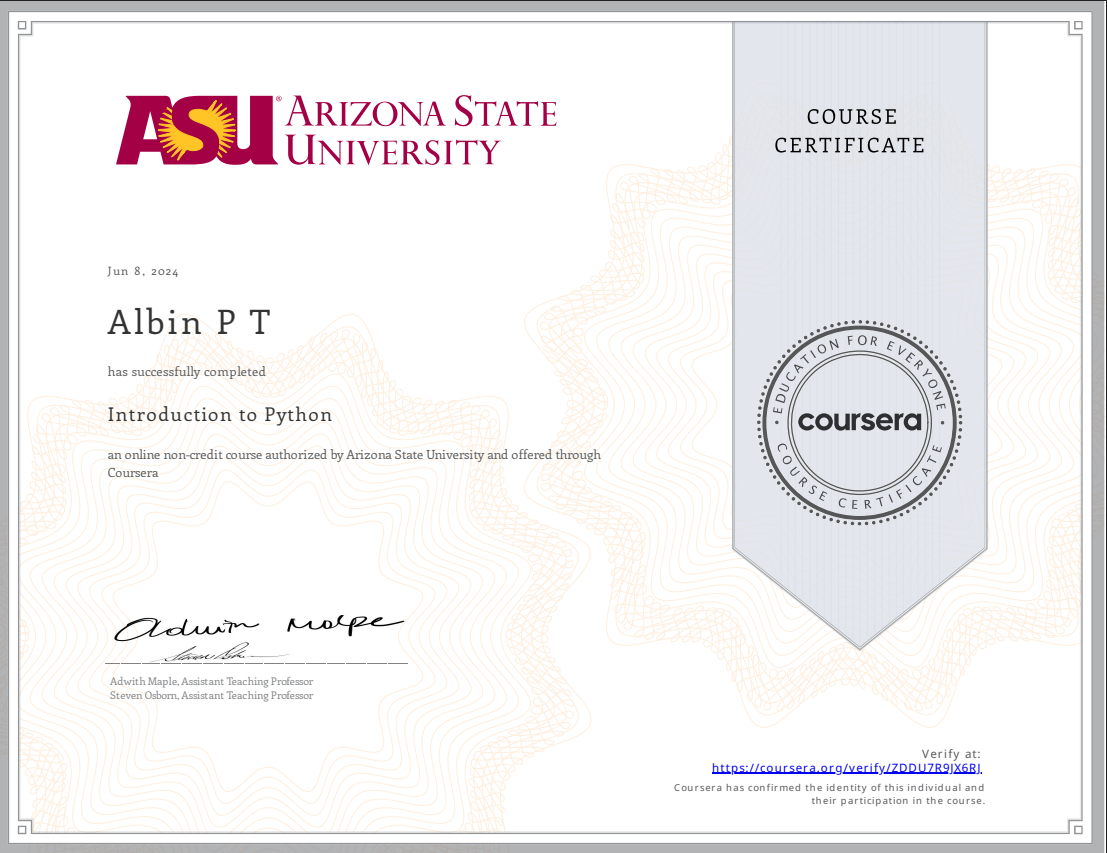 ASU® ARIZONA STATE
UNIVERSITY
COURSE
CERTIFICATE
Jun 8, 2024
Albin P T
has successfully completed
Introduction to Python
an online non-credit course authorized by Arizona State University and offered through
Coursera
EDUCATION FOR EVERYONE
coursera
COURSE CERTIFICATE
Adwith Maple, Assistant Teaching Professor
Steven Osborn, Assistant Teaching Professor
Verify at:
https://coursera.org/verify/ZDDU7R9JX6RJ
Coursera has confirmed the identity of this individual and
their participation in the course.